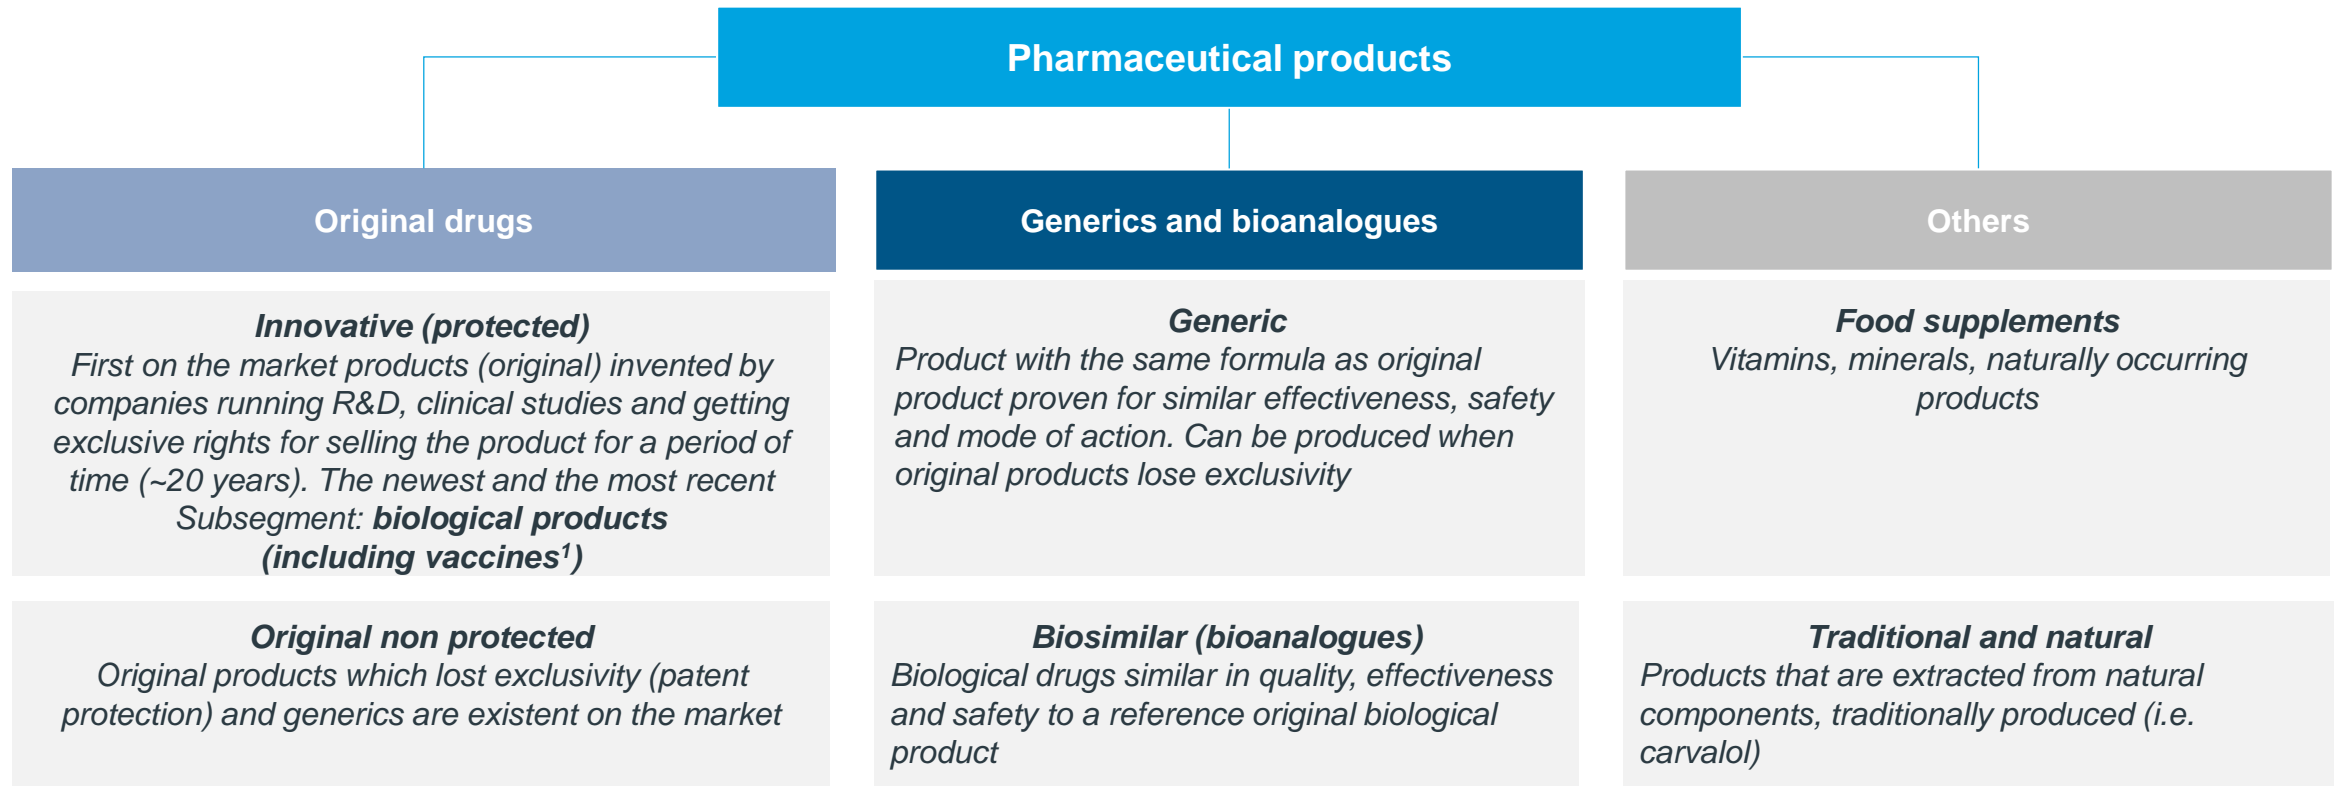 Pharmaceutical products
Original drugs
Generics and bioanalogues
Others
Innovative (protected)
First on the market products (original) invented by
companies running R&D, clinical studies and getting
exclusive rights for selling the product for a period of
time (~20 years). The newest and the most recent
Subsegment: biological products
(including vaccines¹)
Generic
Product with the same formula as original
product proven for similar effectiveness, safety
and mode of action. Can be produced when
original products lose exclusivity
Food supplements
Vitamins, minerals, naturally occurring
products
Original non protected
Original products which lost exclusivity (patent
protection) and generics are existent on the market
Biosimilar (bioanalogues)
Biological drugs similar in quality, effectiveness
and safety to a reference original biological
product
Traditional and natural
Products that are extracted from natural
components, traditionally produced (i.e.
carvalol)